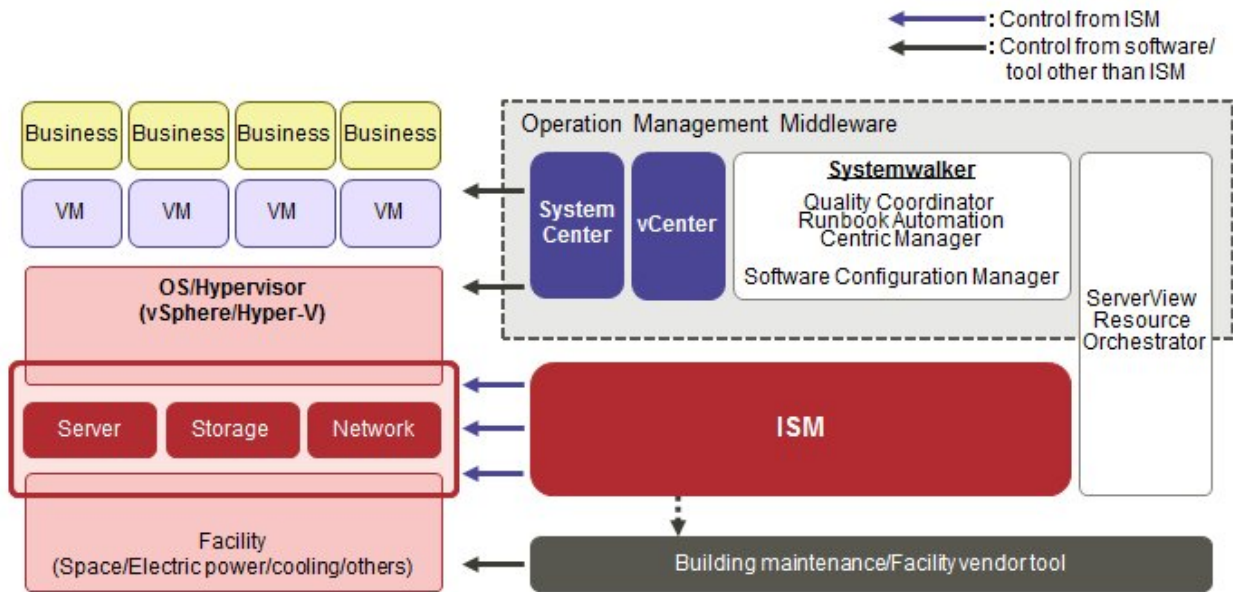 : Control from ISM
: Control from software/
tool other than ISM
Business
Business
Business
Business
VM
VM
VM
VM
OS/Hypervisor
(vSphere/Hyper-V)
Server
Storage
Network
Facility
(Space/Electric power/cooling/others)
Operation Management Middleware
System
Center
vCenter
Systemwalker
Quality Coordinator
Runbook Automation
Centric Manager
Software Configuration Manager
ServerView
Resource
Orchestrator
ISM
Building maintenance/Facility vendor tool